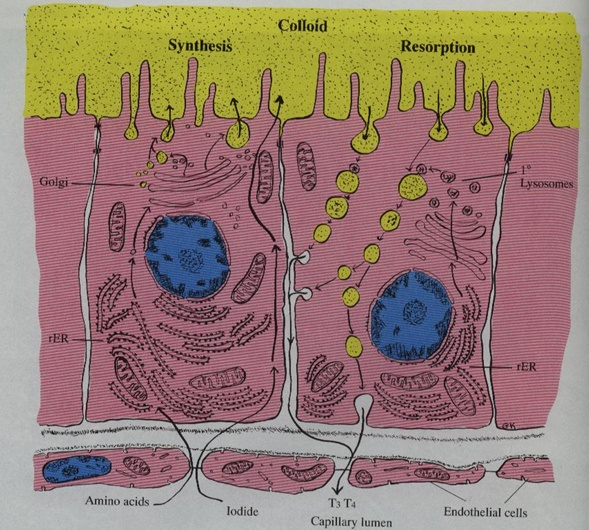 Colloid
Synthesis
Resorption
Golgi
1°
Lysosomes
rER
rER
Amino acids
Iodide
T3 T4
Capillary lumen
Endothelial cells